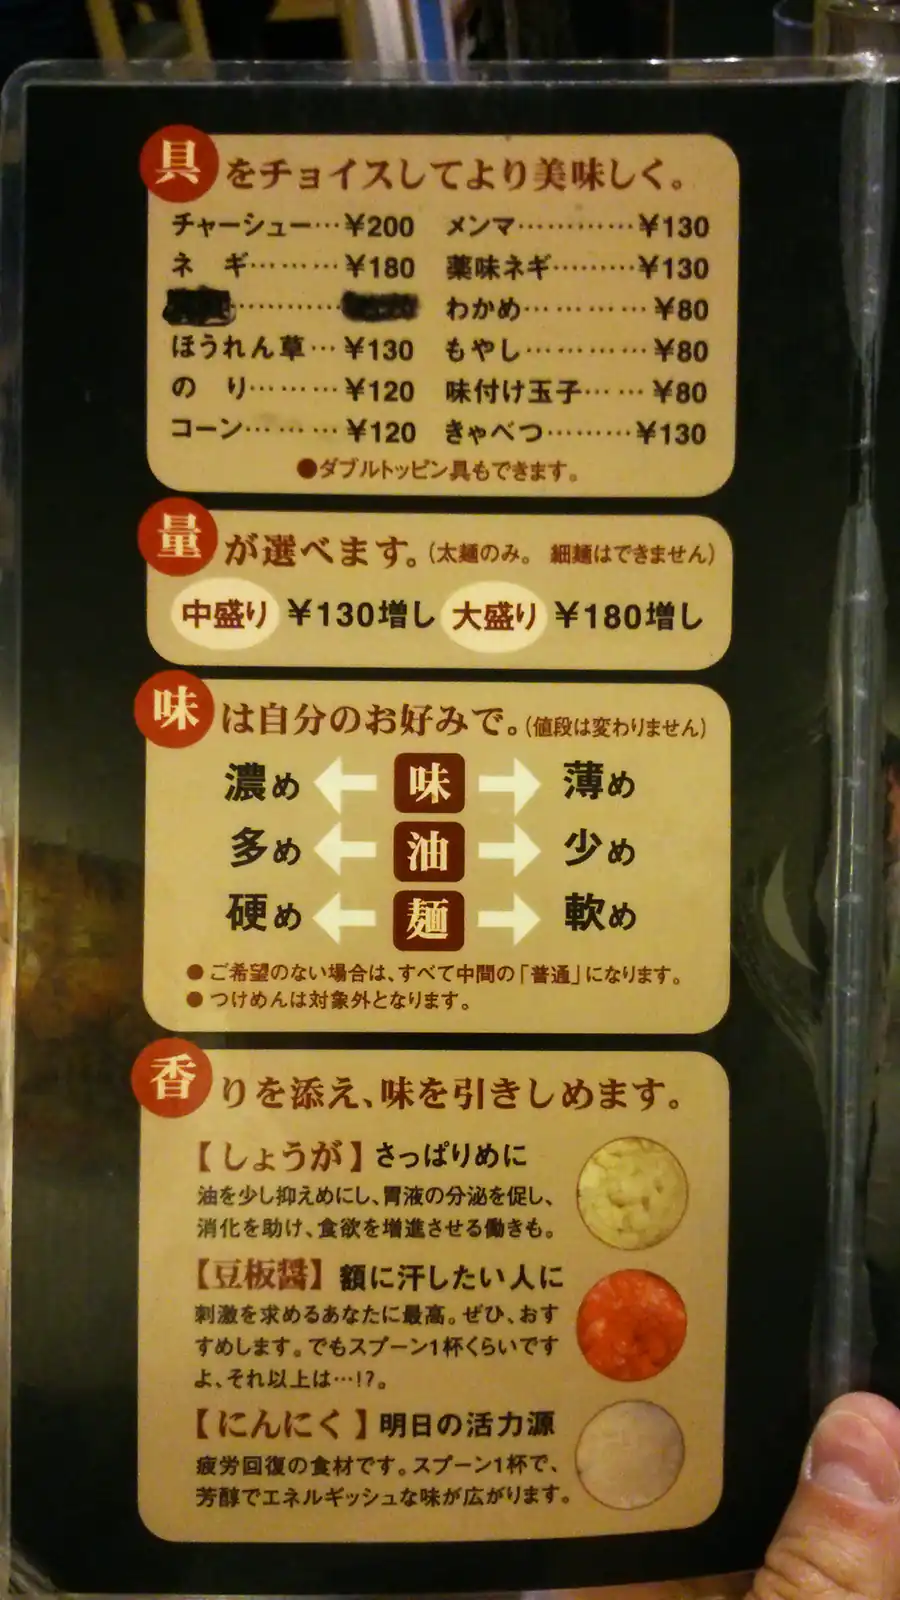 具をチョイスしてより美味しく。
チャーシュー…¥200 メンマ…………¥130
ネ ギ………¥180 薬味ネギ………¥130
わかめ…………¥80
ほうれん草…¥130 もやし…………¥80
の り………¥120 味付け玉子……¥80
コーン………¥120 きゃべつ………¥130
●ダブルトッピン具もできます。
量が選べます。(太麺のみ。 細麺はできません)
中盛り ¥130増し 大盛り ¥180増し
味は自分のお好みで。(値段は変わりません)
濃め 味 薄め
多め 油 少め
硬め 麺 軟め
●ご希望のない場合は、すべて中間の「普通」になります。
●つけめんは対象外となります。
香りを添え、味を引きしめます。
【しょうが】さっぱりめに
油を少し抑えめにし、胃液の分泌を促し、
消化を助け、食欲を増進させる働きも。
【豆板醤】額に汗したい人に
刺激を求めるあなたに最高。ぜひ、おす
すめします。でもスプーン1杯くらいです
よ、それ以上は…!?。
【にんにく】明日の活力源
疲労回復の食材です。スプーン1杯で、
芳醇でエネルギッシュな味が広がります。